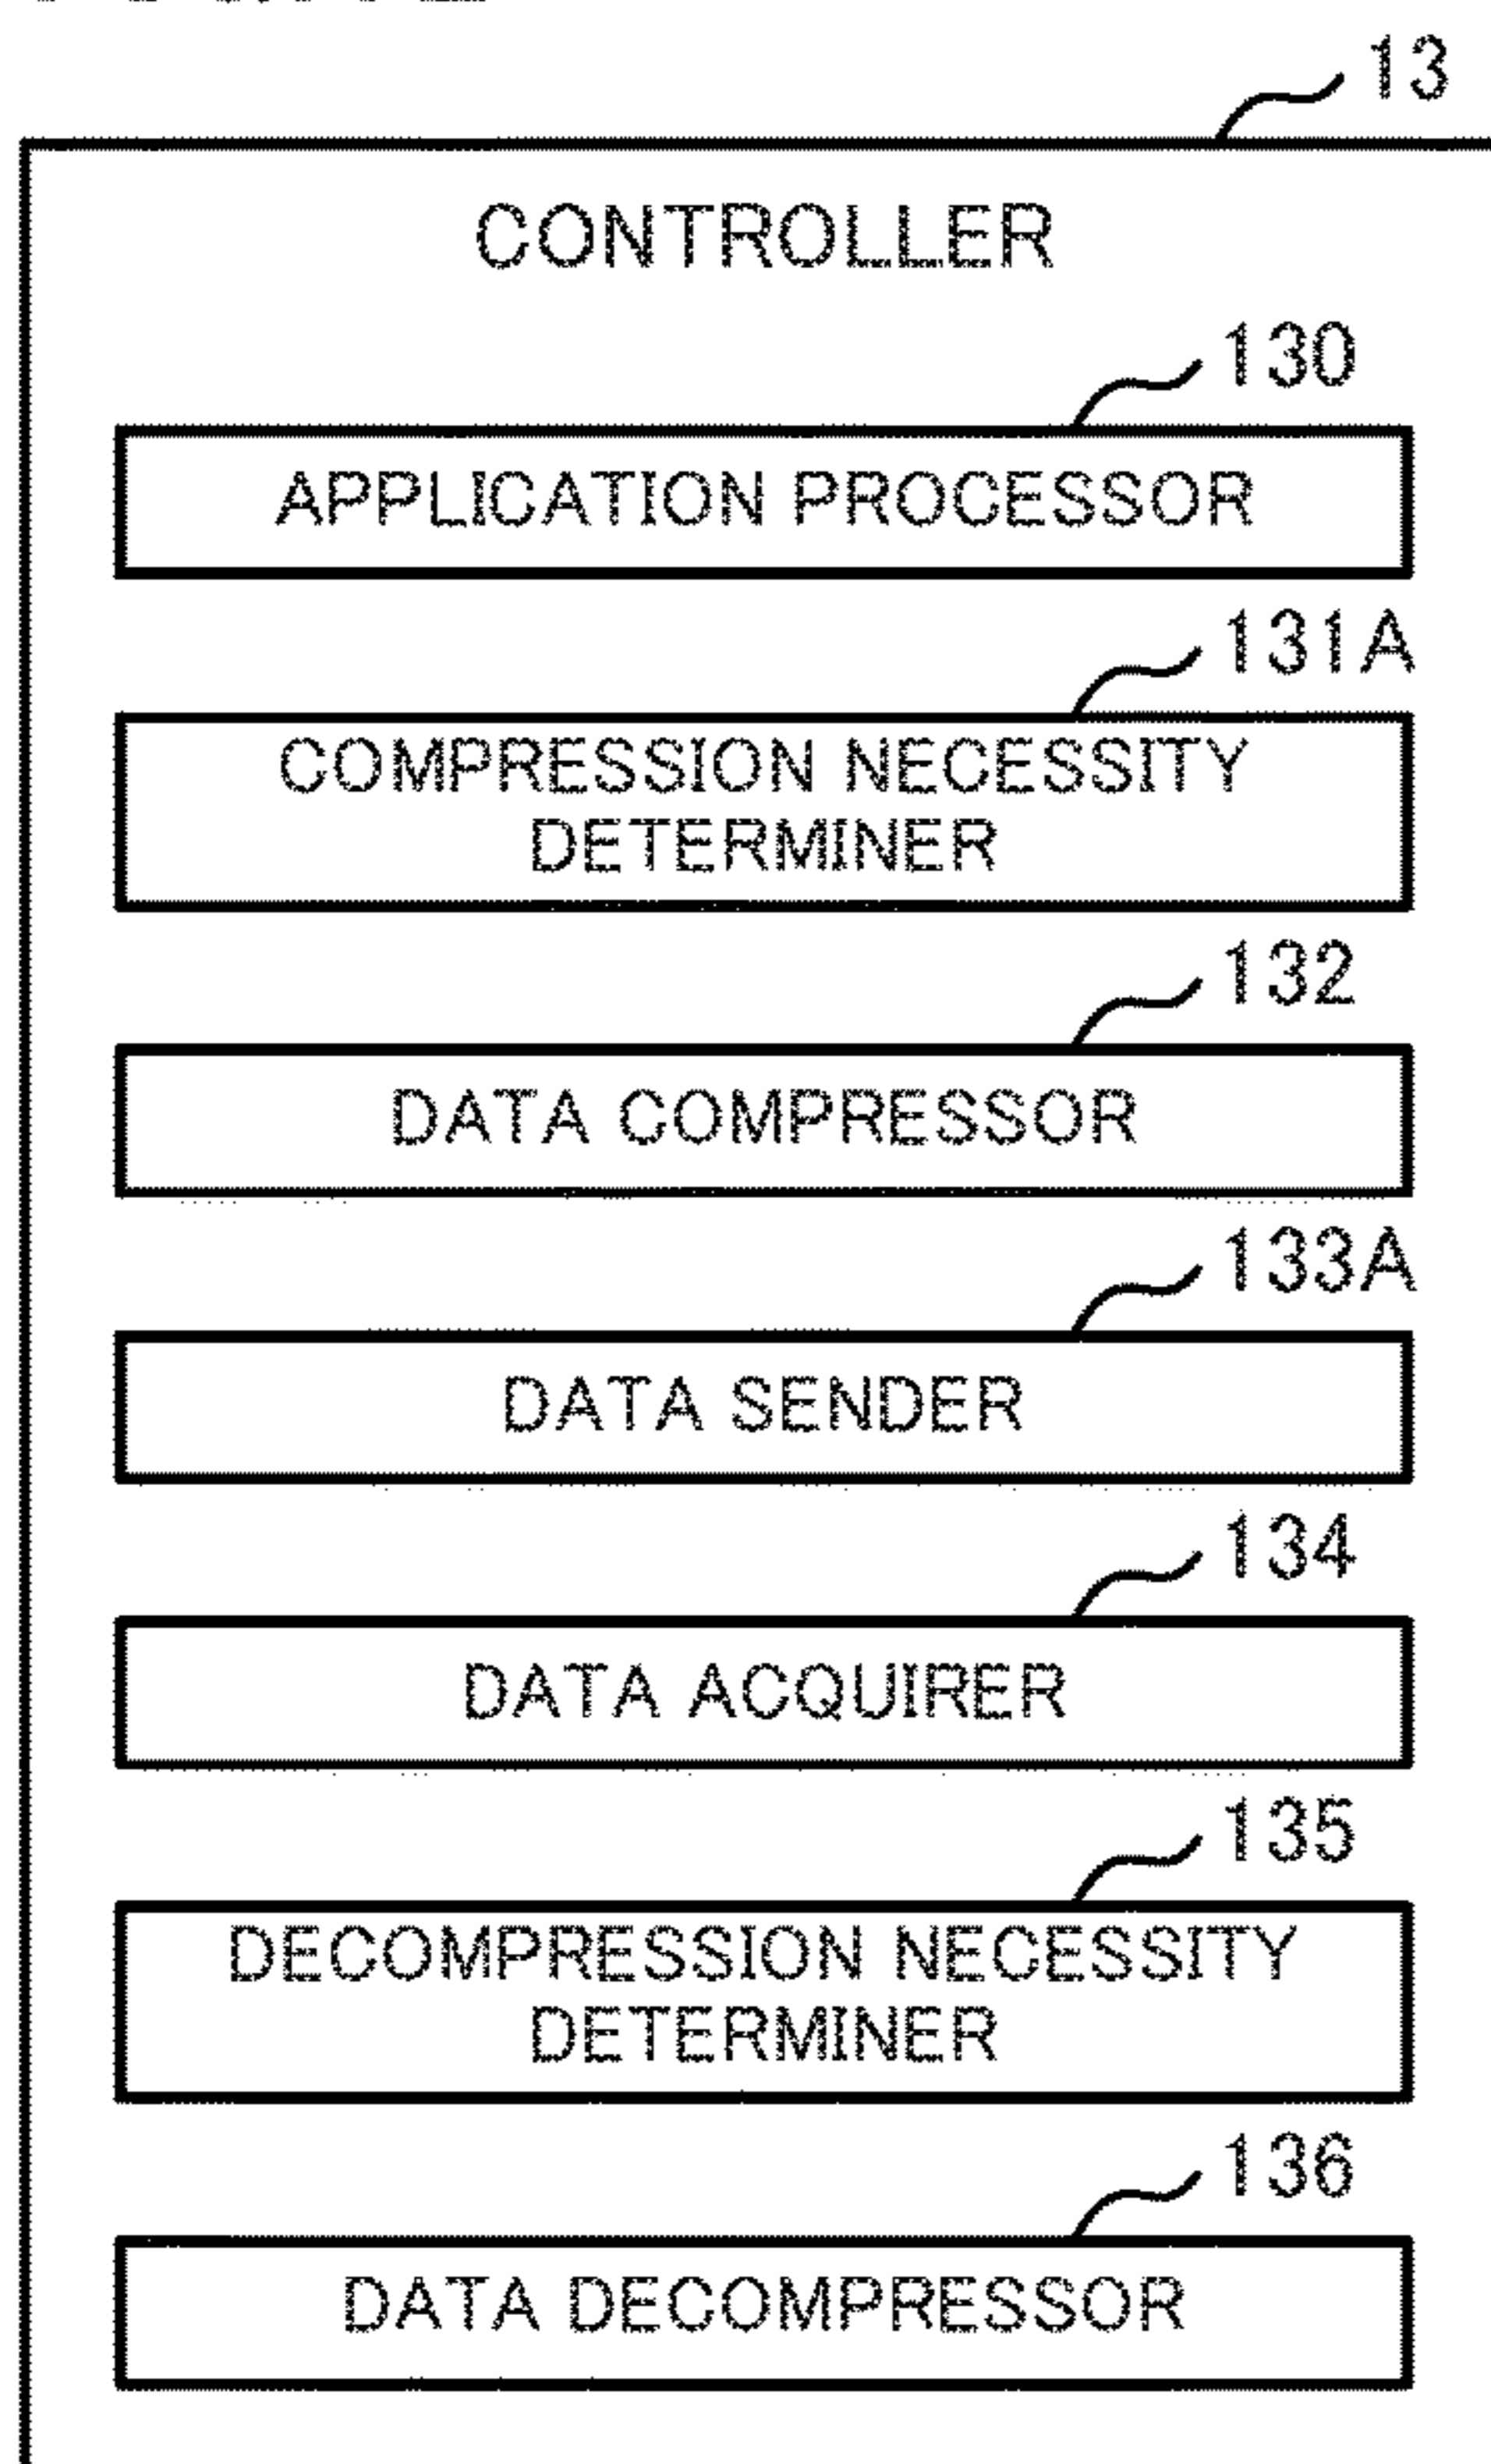 13
CONTROLLER
130
APPLICATION PROCESSOR
131A
COMPRESSION NECESSITY
DETERMINER
132
DATA COMPRESSOR
133A
DATA SENDER
134
DATA ACQUIRER
135
DECOMPRESSION NECESSITY
DETERMINER
136
DATA DECOMPRESSOR